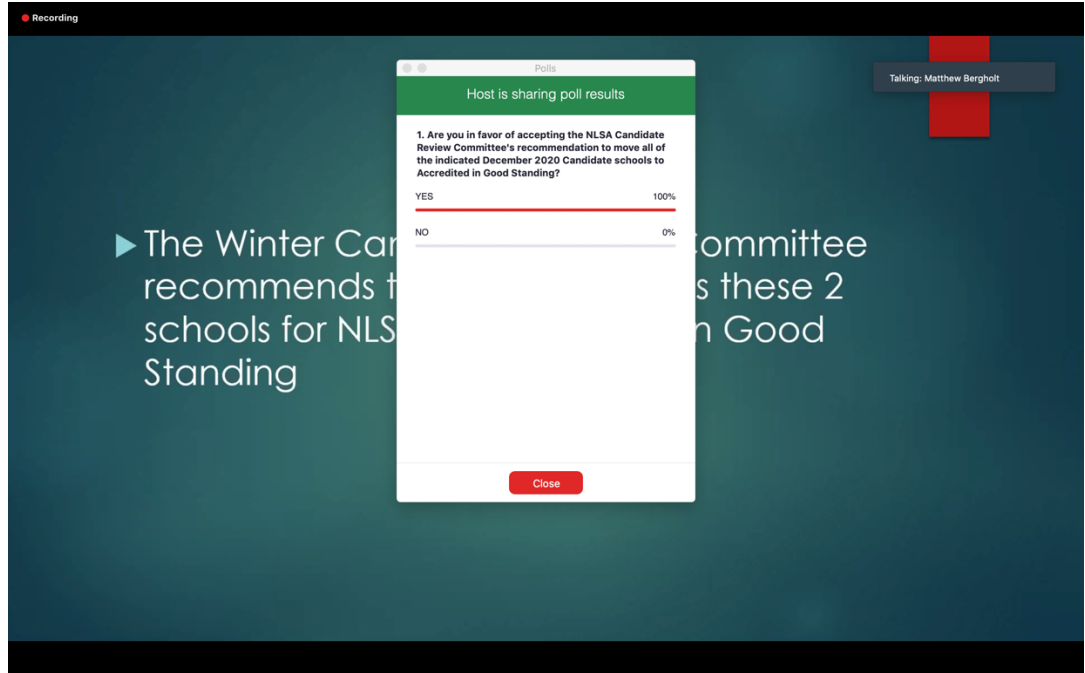 Recording
Polls
Host is sharing poll results
Talking: Matthew Bergholt
1. Are you in favor of accepting the NLSA Candidate
Review Committee's recommendation to move all of
the indicated December 2020 Candidate schools to
Accredited in Good Standing?
YES 100%
NO 0%
Close
The Winter Car ommittee
recommends t s these 2
schools for NLS n Good
Standing